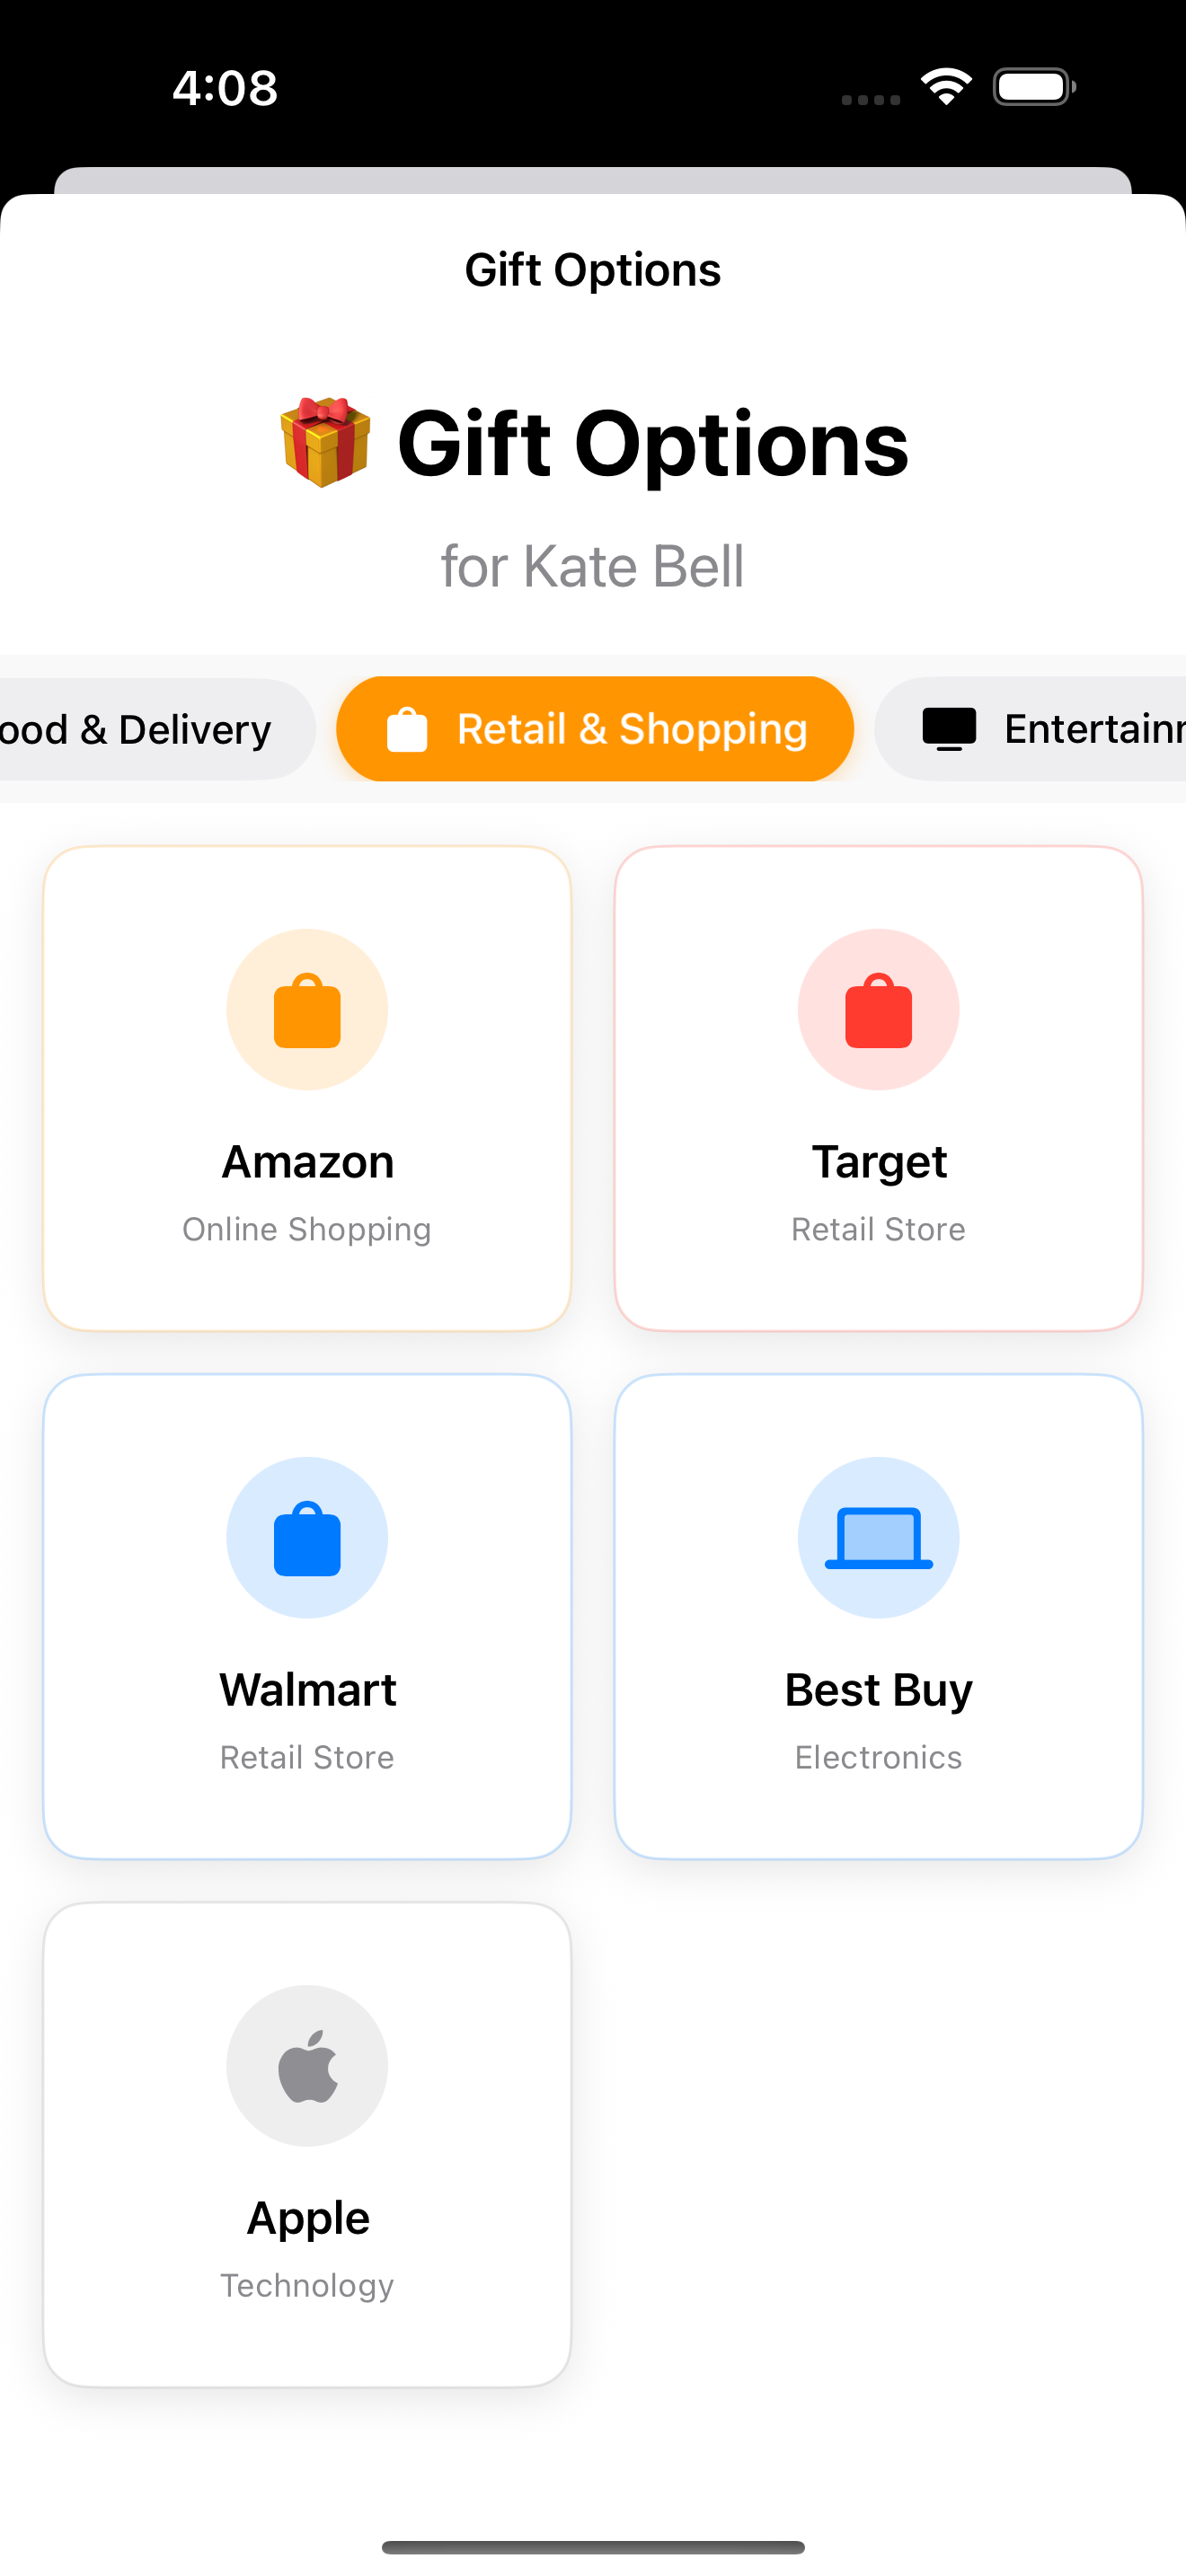 4:08
Gift Options
🎁 Gift Options
for Kate Bell
ood & Delivery
Retail & Shopping
Entertainr
Amazon
Online Shopping
Target
Retail Store
Walmart
Retail Store
Best Buy
Electronics
Apple
Technology